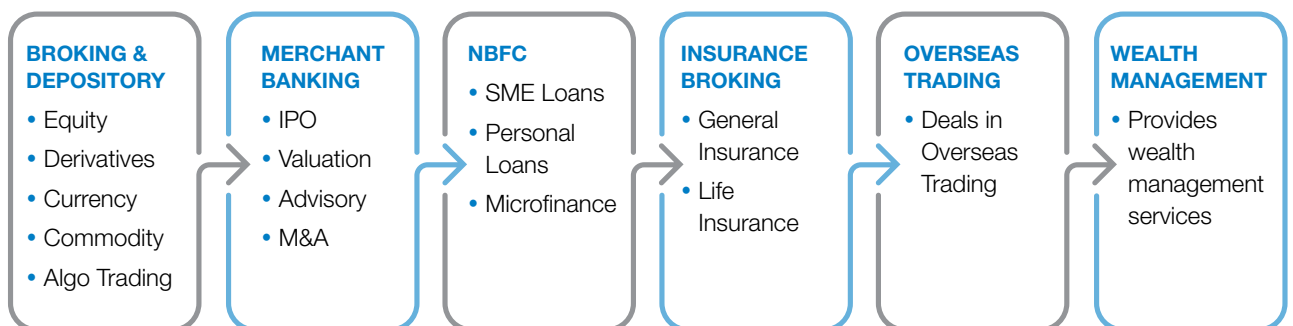 BROKING &
DEPOSITORY
• Equity
• Derivatives
• Currency
• Commodity
• Algo Trading
MERCHANT
BANKING
• IPO
• Valuation
• Advisory
• M&A
NBFC
• SME Loans
• Personal
Loans
• Microfinance
INSURANCE
BROKING
• General
Insurance
• Life
Insurance
OVERSEAS
TRADING
• Deals in
Overseas
Trading
WEALTH
MANAGEMENT
• Provides
wealth
management
services